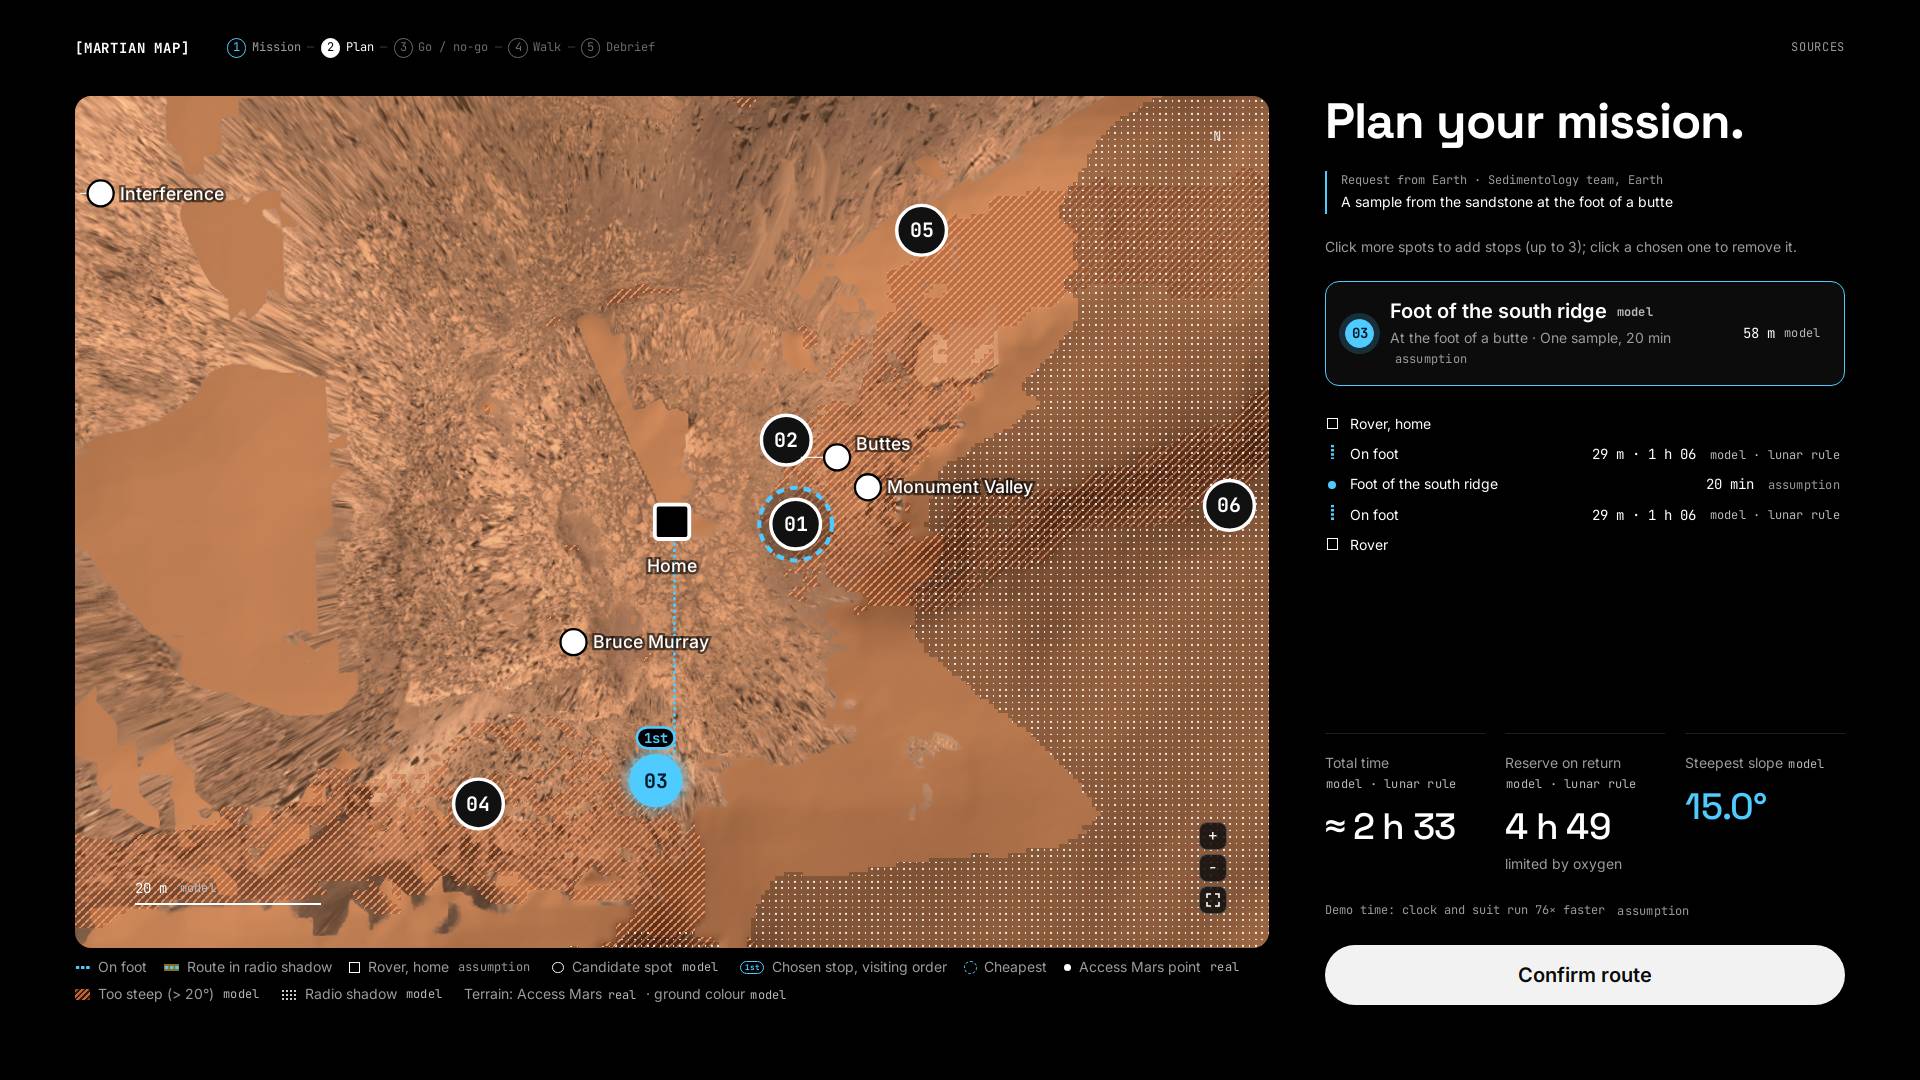 [MARTIAN MAP] 1 Mission — 2 Plan — 3 Go / no-go — 4 Walk — 5 Debrief SOURCES
N
Interference
05
02
Buttes
Monument Valley
06
01
Home
Bruce Murray
1st
03
04
+
-
20 m model
On foot Route in radio shadow Rover, home assumption Candidate spot model 1st Chosen stop, visiting order Cheapest Access Mars point real
Too steep (> 20°) model Radio shadow model Terrain: Access Mars real · ground colour model
Plan your mission.
Request from Earth · Sedimentology team, Earth
A sample from the sandstone at the foot of a butte
Click more spots to add stops (up to 3); click a chosen one to remove it.
03 Foot of the south ridge model
At the foot of a butte · One sample, 20 min
assumption
58 m model
Rover, home
On foot 29 m · 1 h 06 model · lunar rule
Foot of the south ridge 20 min assumption
On foot 29 m · 1 h 06 model · lunar rule
Rover
Total time
model · lunar rule
≈ 2 h 33
Reserve on return
model · lunar rule
4 h 49
limited by oxygen
Steepest slope model
15.0°
Demo time: clock and suit run 76× faster assumption
Confirm route